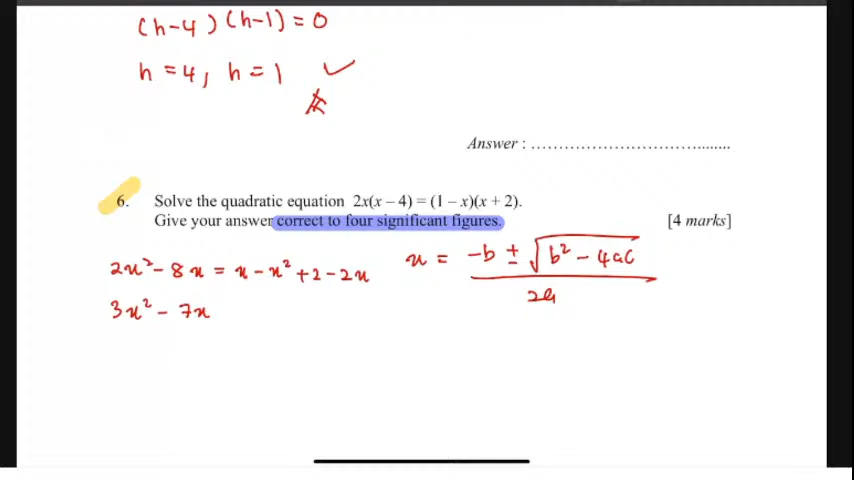 (h-4)(h-1) = 0
h = 4, h = 1 ✓
Answer : ........................................
6. Solve the quadratic equation 2x(x – 4) = (1 – x)(x + 2).
Give your answer correct to four significant figures. [4 marks]
2x² - 8x = x - x² + 2 - 2x
x = (-b ± √(b² - 4ac)) / 2a
3x² - 7x